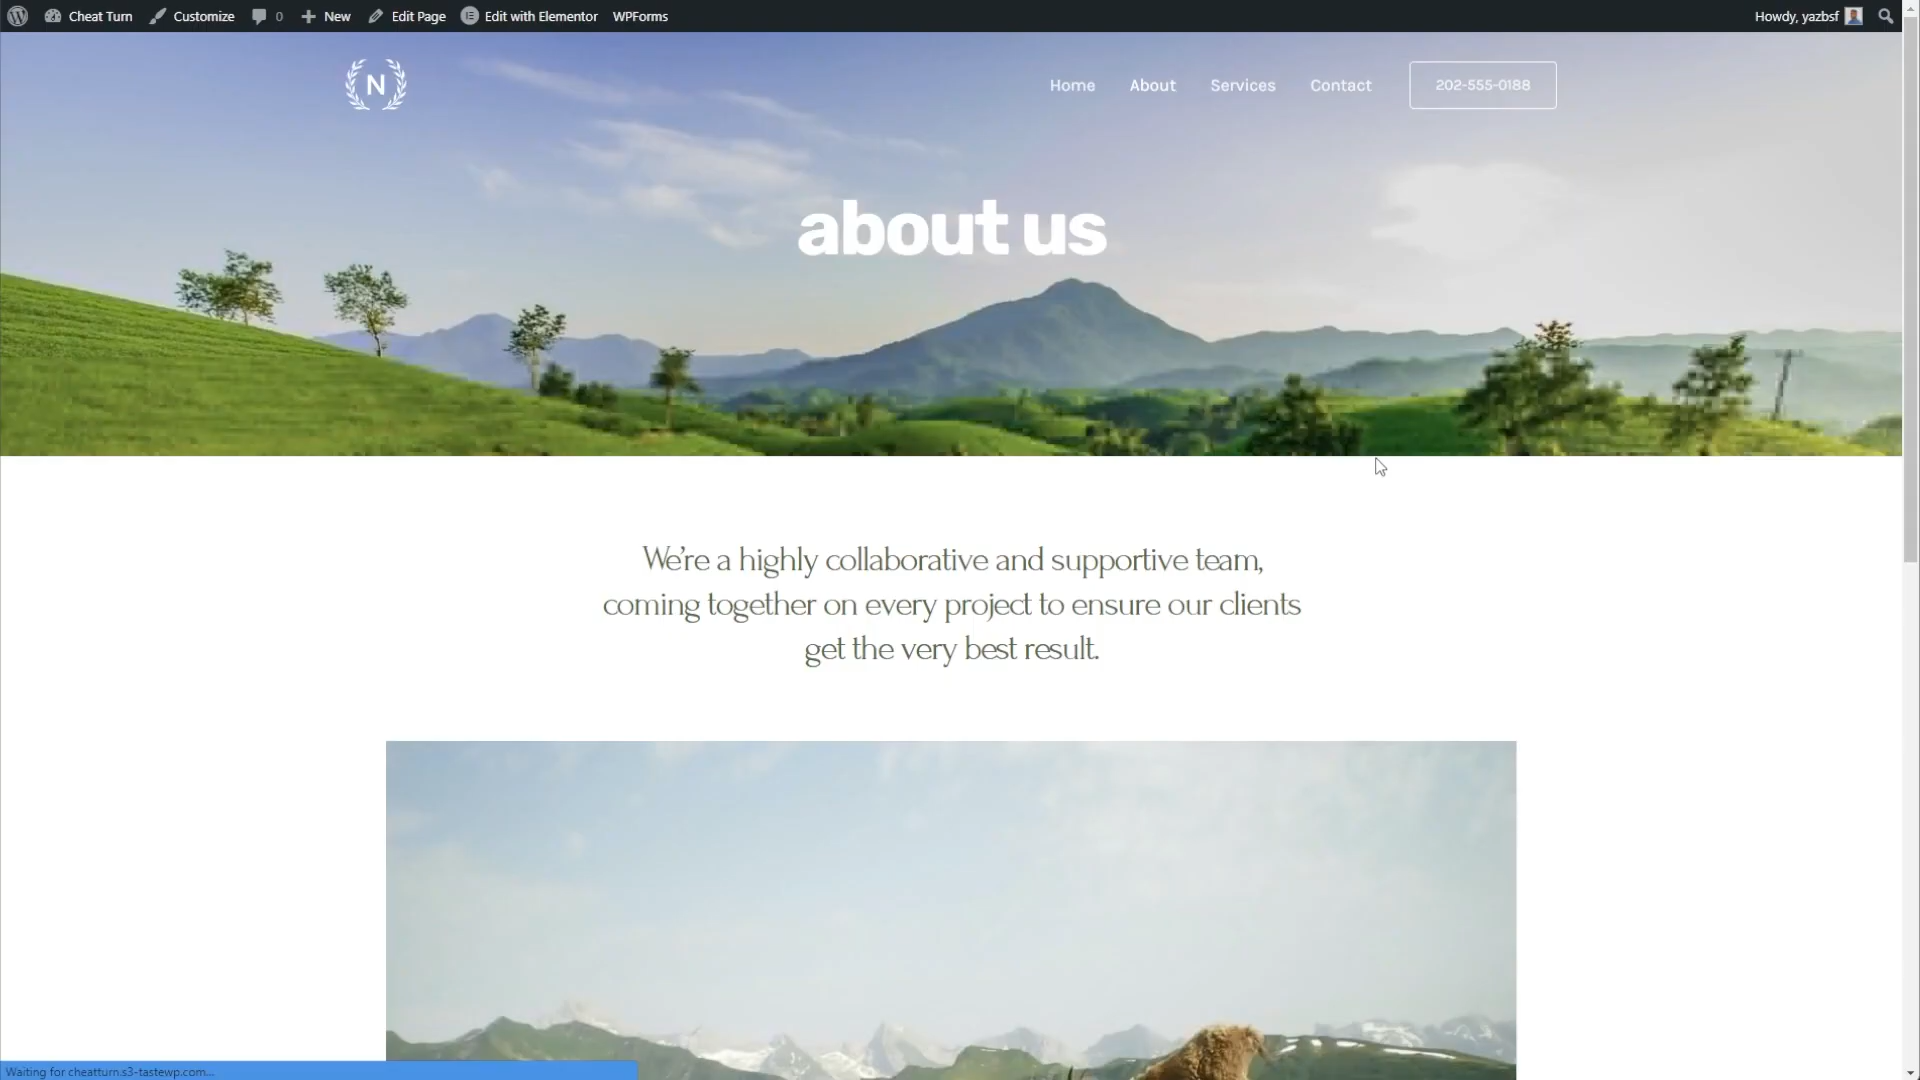 Cheat Turn Customize 0 New Edit Page Edit with Elementor WPForms Howdy, yazbsf
N Home About Services Contact 202-555-0188
about us
We're a highly collaborative and supportive team,
coming together on every project to ensure our clients
get the very best result.
Waiting for cheatturn.s3-tastewp.com...